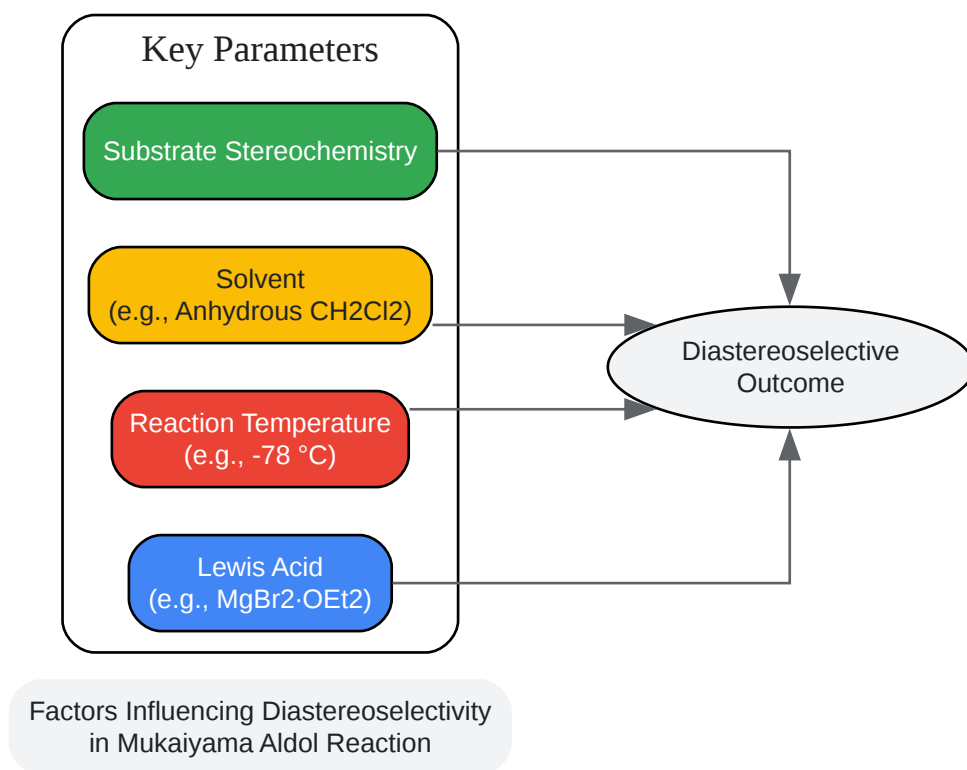 Key Parameters
Substrate Stereochemistry
Solvent
(e.g., Anhydrous CH2Cl2)
Reaction Temperature
(e.g., -78 °C)
Lewis Acid
(e.g., MgBr2·OEt2)
Diastereoselective
Outcome
Factors Influencing Diastereoselectivity
in Mukaiyama Aldol Reaction